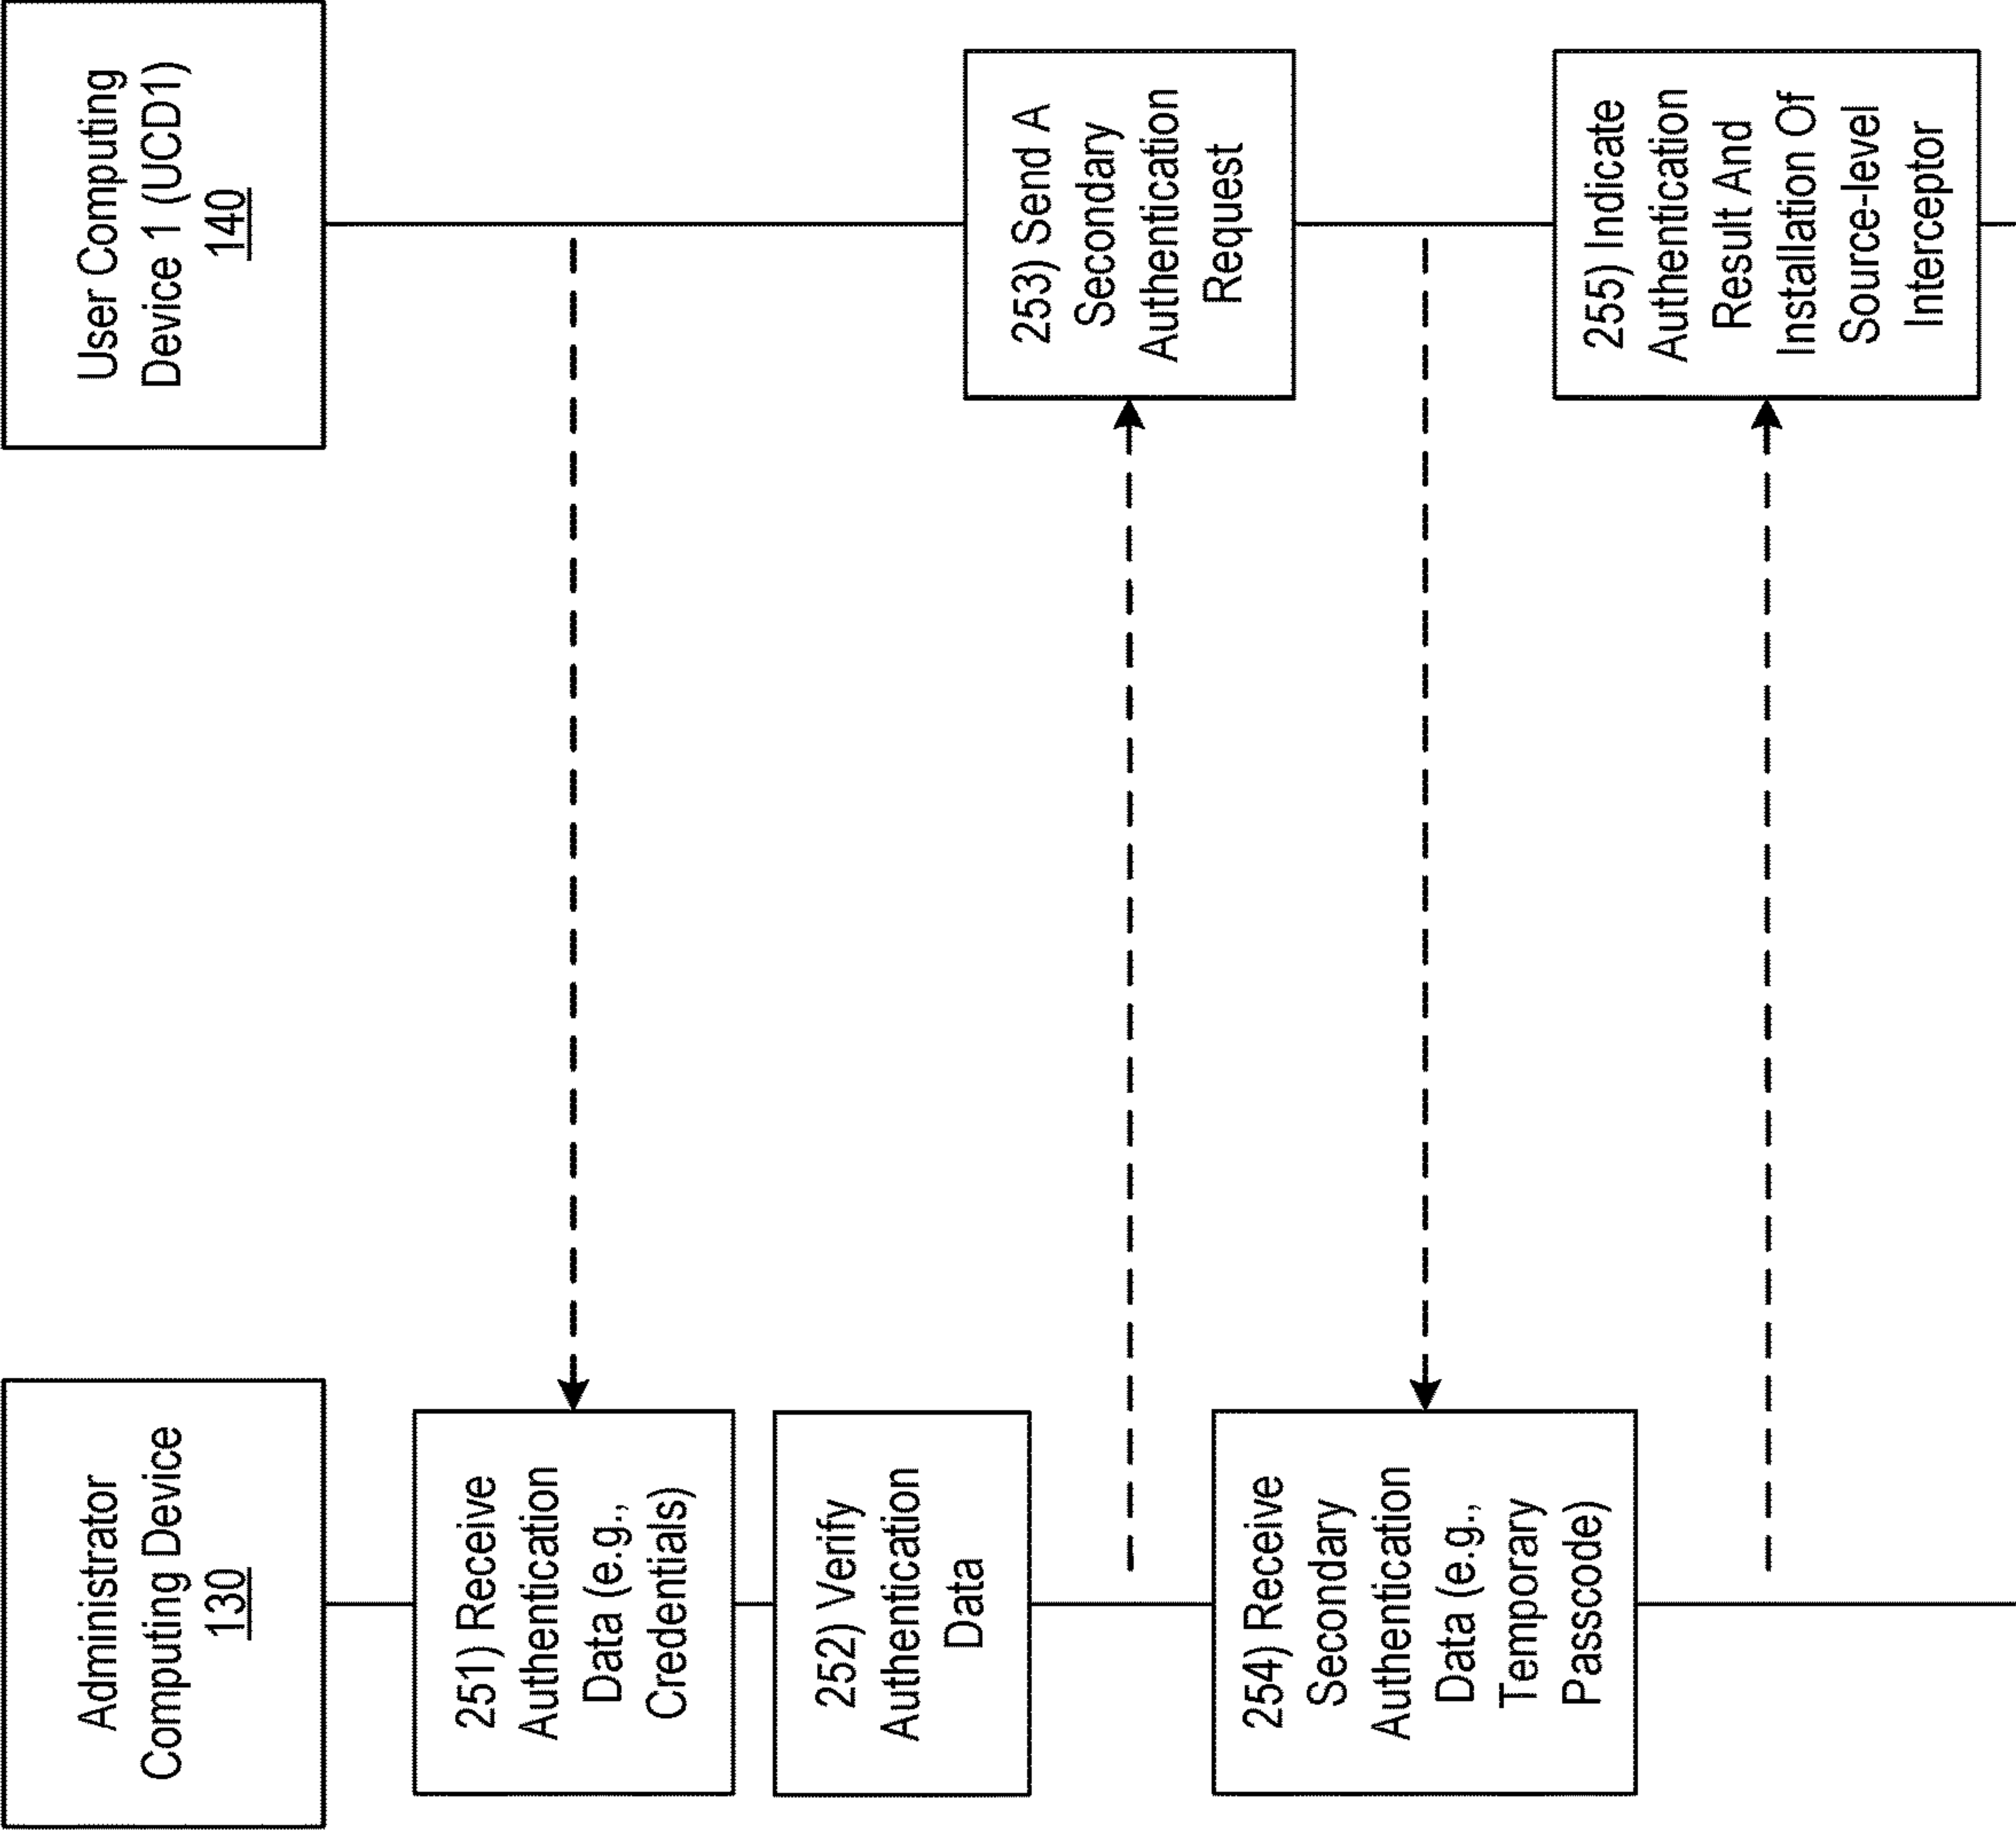 Administrator
Computing Device
130
User Computing
Device 1 (UCD1)
140
251) Receive
Authentication
Data (e.g.,
Credentials)
252) Verify
Authentication
Data
253) Send A
Secondary
Authentication
Request
254) Receive
Secondary
Authentication
Data (e.g.,
Temporary
Passcode)
255) Indicate
Authentication
Result And
Installation Of
Source-level
Interceptor